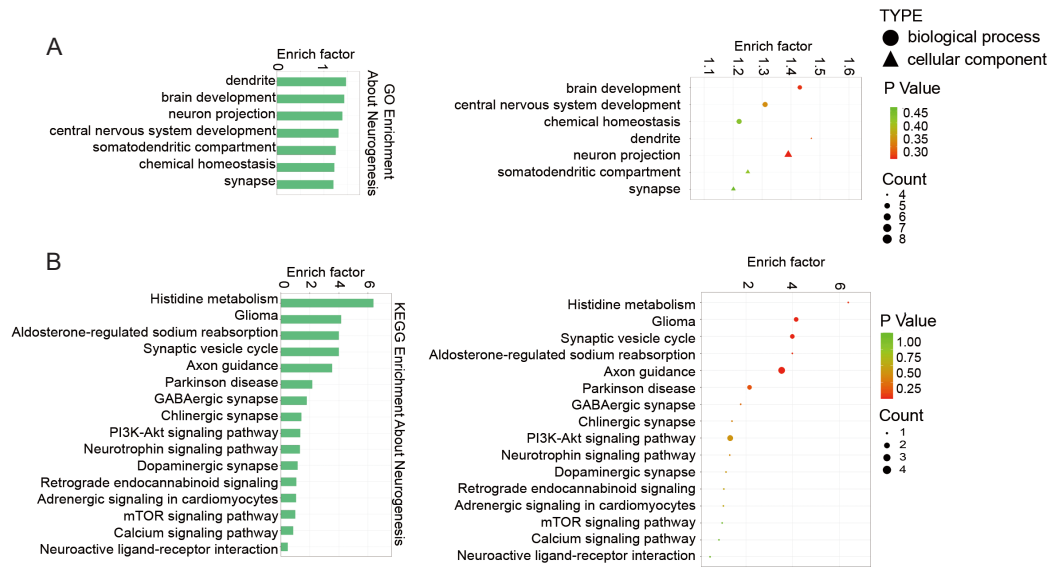 A
Enrich factor
0 1
dendrite
brain development
neuron projection
central nervous system development
somatodendritic compartment
chemical homeostasis
synapse
GO Enrichment
About Neurogenesis
Enrich factor
1.1 1.2 1.3 1.4 1.5 1.6
brain development
central nervous system development
chemical homeostasis
dendrite
neuron projection
somatodendritic compartment
synapse
TYPE
biological process
cellular component
P Value
0.45
0.40
0.35
0.30
Count
4
5
6
7
8
B
Enrich factor
0 2 4 6
Histidine metabolism
Glioma
Aldosterone-regulated sodium reabsorption
Synaptic vesicle cycle
Axon guidance
Parkinson disease
GABAergic synapse
Chlinergic synapse
PI3K-Akt signaling pathway
Neurotrophin signaling pathway
Dopaminergic synapse
Retrograde endocannabinoid signaling
Adrenergic signaling in cardiomyocytes
mTOR signaling pathway
Calcium signaling pathway
Neuroactive ligand-receptor interaction
KEGG Enrichment About Neurogenesis
Enrich factor
2 4 6
Histidine metabolism
Glioma
Synaptic vesicle cycle
Aldosterone-regulated sodium reabsorption
Axon guidance
Parkinson disease
GABAergic synapse
Chlinergic synapse
PI3K-Akt signaling pathway
Neurotrophin signaling pathway
Dopaminergic synapse
Retrograde endocannabinoid signaling
Adrenergic signaling in cardiomyocytes
mTOR signaling pathway
Calcium signaling pathway
Neuroactive ligand-receptor interaction
P Value
1.00
0.75
0.50
0.25
Count
1
2
3
4